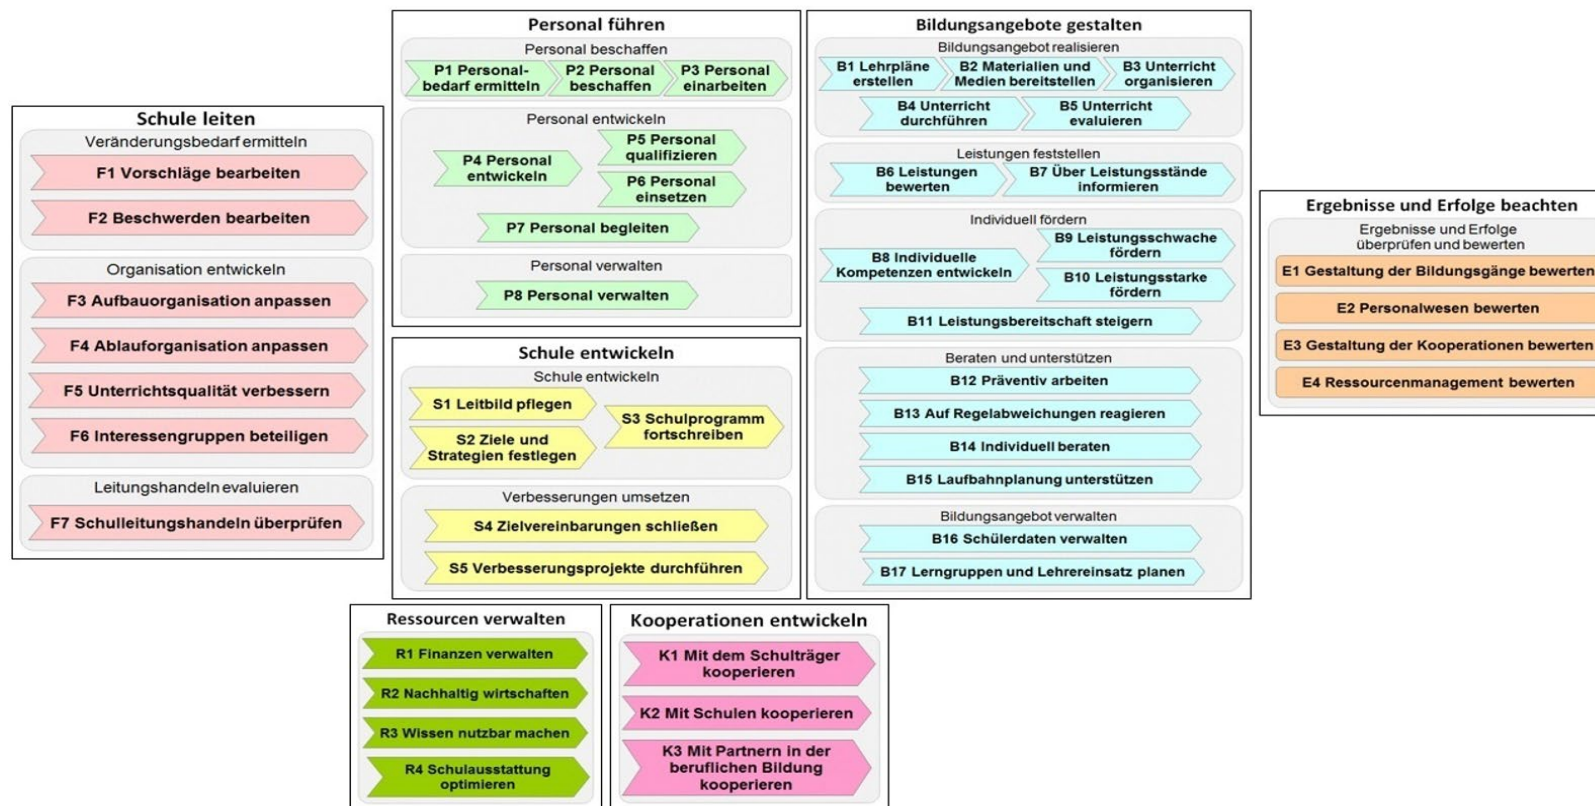 Schule leiten
Veränderungsbedarf ermitteln
F1 Vorschläge bearbeiten
F2 Beschwerden bearbeiten
Organisation entwickeln
F3 Aufbauorganisation anpassen
F4 Ablauforganisation anpassen
F5 Unterrichtsqualität verbessern
F6 Interessengruppen beteiligen
Leitungshandeln evaluieren
F7 Schulleitungshandeln überprüfen
Personal führen
Personal beschaffen
P1 Personal-
bedarf ermitteln
P2 Personal
beschaffen
P3 Personal
einarbeiten
Personal entwickeln
P4 Personal
entwickeln
P5 Personal
qualifizieren
P6 Personal
einsetzen
P7 Personal begleiten
Personal verwalten
P8 Personal verwalten
Schule entwickeln
Schule entwickeln
S1 Leitbild pflegen
S2 Ziele und
Strategien festlegen
S3 Schulprogramm
fortschreiben
Verbesserungen umsetzen
S4 Zielvereinbarungen schließen
S5 Verbesserungsprojekte durchführen
Bildungsangebote gestalten
Bildungsangebot realisieren
B1 Lehrpläne
erstellen
B2 Materialien und
Medien bereitstellen
B3 Unterricht
organisieren
B4 Unterricht
durchführen
B5 Unterricht
evaluieren
Leistungen feststellen
B6 Leistungen
bewerten
B7 Über Leistungsstände
informieren
Individuell fördern
B8 Individuelle
Kompetenzen entwickeln
B9 Leistungsschwache
fördern
B10 Leistungsstarke
fördern
B11 Leistungsbereitschaft steigern
Beraten und unterstützen
B12 Präventiv arbeiten
B13 Auf Regelabweichungen reagieren
B14 Individuell beraten
B15 Laufbahnplanung unterstützen
Bildungsangebot verwalten
B16 Schülerdaten verwalten
B17 Lerngruppen und Lehrereinsatz planen
Ergebnisse und Erfolge beachten
Ergebnisse und Erfolge
überprüfen und bewerten
E1 Gestaltung der Bildungsgänge bewerten
E2 Personalwesen bewerten
E3 Gestaltung der Kooperationen bewerten
E4 Ressourcenmanagement bewerten
Ressourcen verwalten
R1 Finanzen verwalten
R2 Nachhaltig wirtschaften
R3 Wissen nutzbar machen
R4 Schulausstattung
optimieren
Kooperationen entwickeln
K1 Mit dem Schulträger
kooperieren
K2 Mit Schulen kooperieren
K3 Mit Partnern in der
beruflichen Bildung
kooperieren